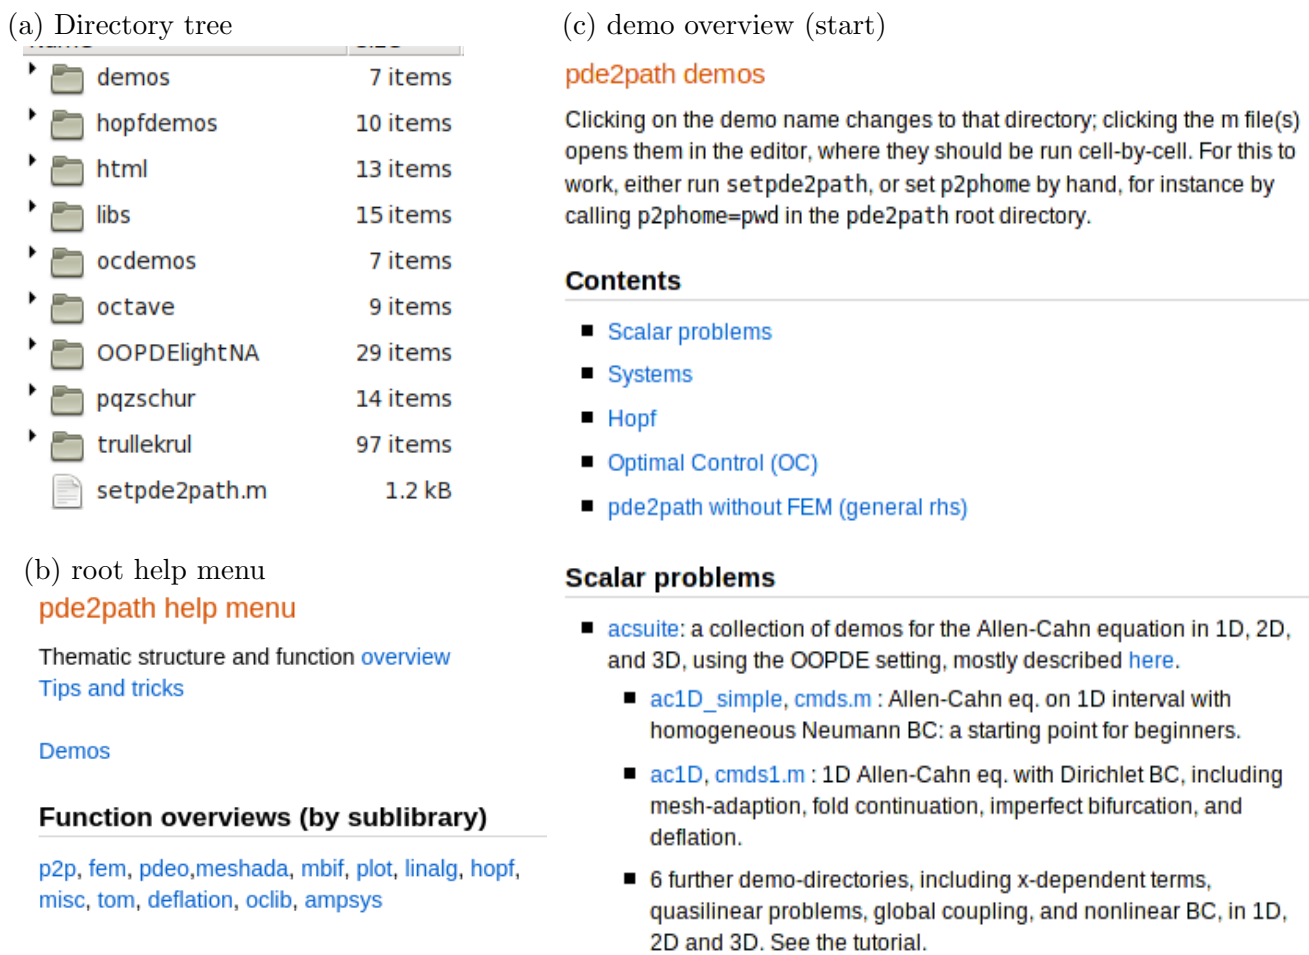 (a) Directory tree
demos 7 items
hopfdemos 10 items
html 13 items
libs 15 items
ocdemos 7 items
octave 9 items
OOPDElightNA 29 items
pqzschur 14 items
trullekrul 97 items
setpde2path.m 1.2 kB
(b) root help menu
pde2path help menu
Thematic structure and function overview
Tips and tricks
Demos
Function overviews (by sublibrary)
p2p, fem, pdeo,meshada, mbif, plot, linalg, hopf,
misc, tom, deflation, oclib, ampsys
(c) demo overview (start)
pde2path demos
Clicking on the demo name changes to that directory; clicking the m file(s)
opens them in the editor, where they should be run cell-by-cell. For this to
work, either run setpde2path, or set p2phome by hand, for instance by
calling p2phome=pwd in the pde2path root directory.
Contents
Scalar problems
Systems
Hopf
Optimal Control (OC)
pde2path without FEM (general rhs)
Scalar problems
acsuite: a collection of demos for the Allen-Cahn equation in 1D, 2D,
and 3D, using the OOPDE setting, mostly described here.
ac1D_simple, cmds.m : Allen-Cahn eq. on 1D interval with
homogeneous Neumann BC: a starting point for beginners.
ac1D, cmds1.m : 1D Allen-Cahn eq. with Dirichlet BC, including
mesh-adaption, fold continuation, imperfect bifurcation, and
deflation.
6 further demo-directories, including x-dependent terms,
quasilinear problems, global coupling, and nonlinear BC, in 1D,
2D and 3D. See the tutorial.